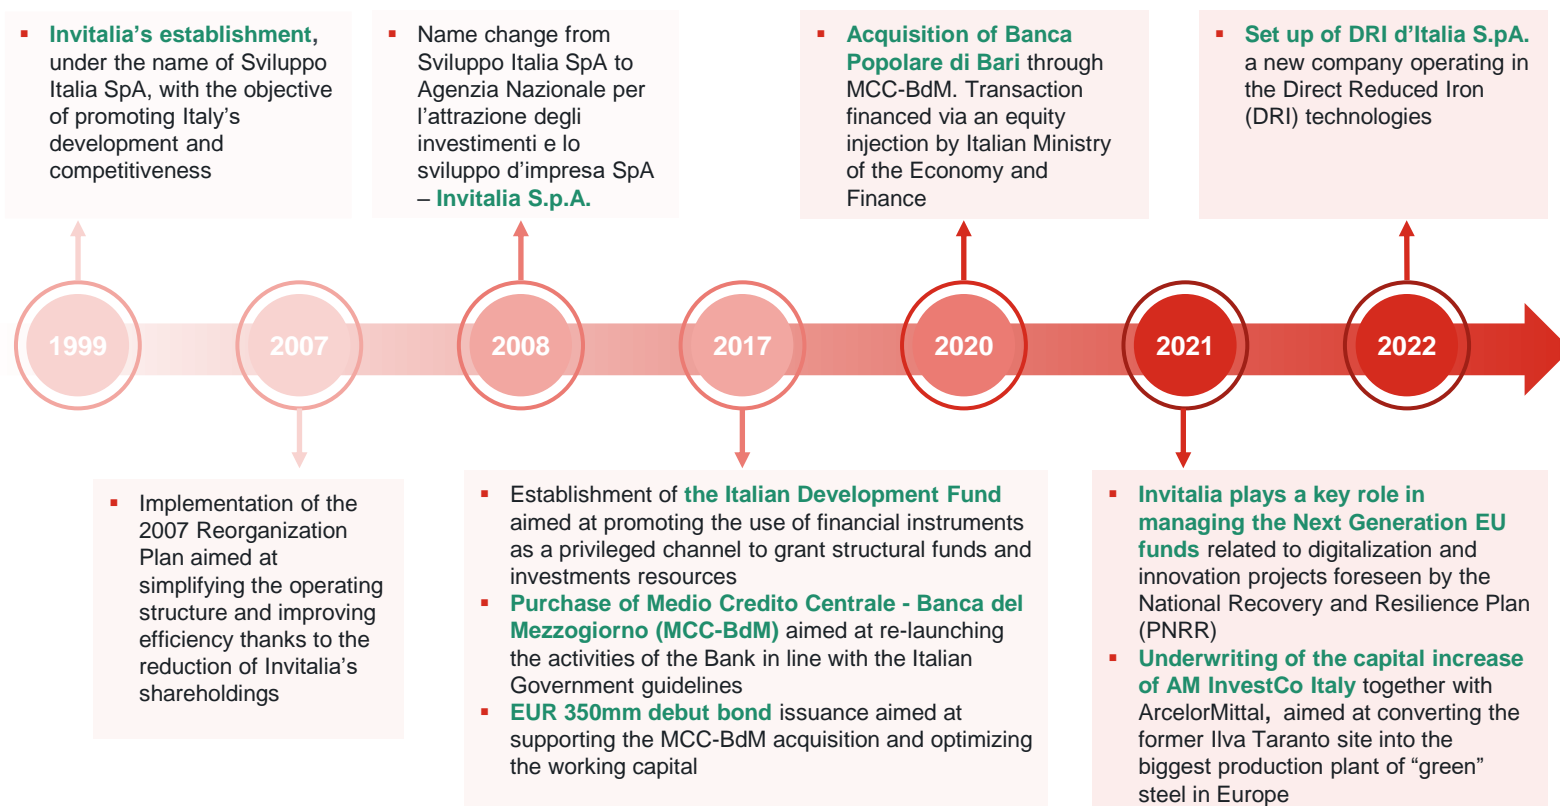 ▪ Invitalia’s establishment,
under the name of Sviluppo
Italia SpA, with the objective
of promoting Italy’s
development and
competitiveness
▪ Name change from
Sviluppo Italia SpA to
Agenzia Nazionale per
l’attrazione degli
investimenti e lo
sviluppo d’impresa SpA
– Invitalia S.p.A.
▪ Acquisition of Banca
Popolare di Bari through
MCC-BdM. Transaction
financed via an equity
injection by Italian Ministry
of the Economy and
Finance
▪ Set up of DRI d’Italia S.pA.
a new company operating in
the Direct Reduced Iron
(DRI) technologies
1999
2007
2008
2017
2020
2021
2022
▪ Implementation of the
2007 Reorganization
Plan aimed at
simplifying the operating
structure and improving
efficiency thanks to the
reduction of Invitalia’s
shareholdings
▪ Establishment of the Italian Development Fund
aimed at promoting the use of financial instruments
as a privileged channel to grant structural funds and
investments resources
▪ Purchase of Medio Credito Centrale - Banca del
Mezzogiorno (MCC-BdM) aimed at re-launching
the activities of the Bank in line with the Italian
Government guidelines
▪ EUR 350mm debut bond issuance aimed at
supporting the MCC-BdM acquisition and optimizing
the working capital
▪ Invitalia plays a key role in
managing the Next Generation EU
funds related to digitalization and
innovation projects foreseen by the
National Recovery and Resilience Plan
(PNRR)
▪ Underwriting of the capital increase
of AM InvestCo Italy together with
ArcelorMittal, aimed at converting the
former Ilva Taranto site into the
biggest production plant of “green”
steel in Europe